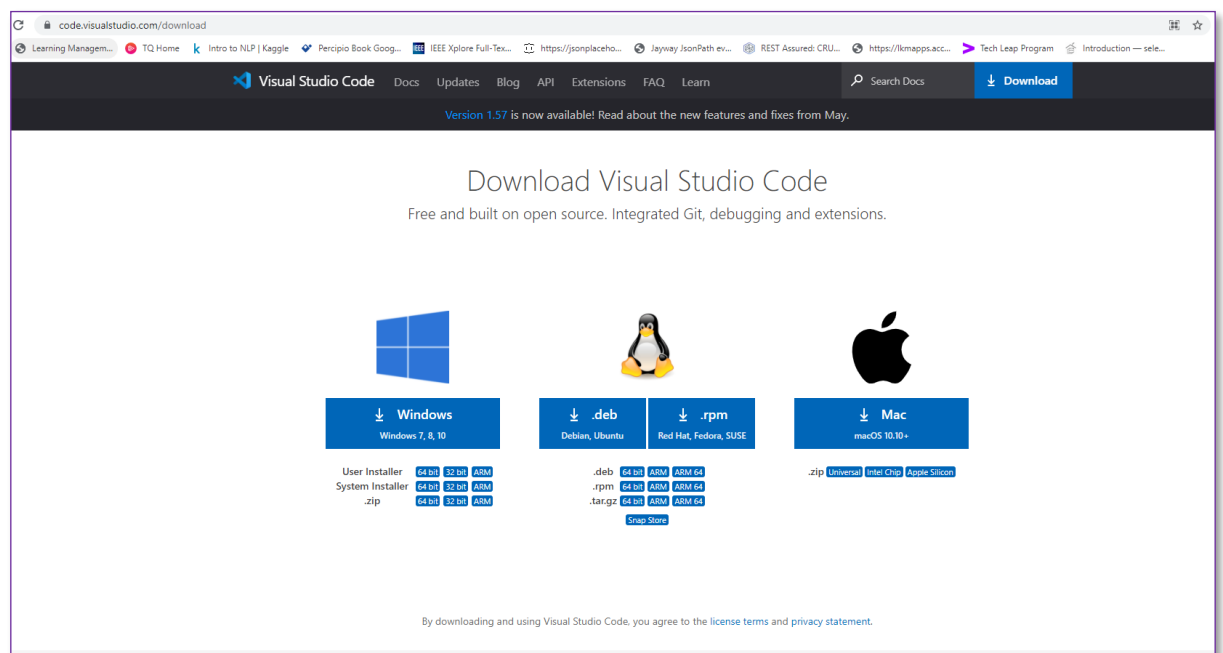 code.visualstudio.com/download
Learning Managem... TQ Home Intro to NLP | Kaggle Percipio Book Goog... IEEE Xplore Full-Tex... https://jsonplaceho... Jayway JsonPath ev... REST Assured: CRU... https://lkmapps.acc... Tech Leap Program Introduction — sele...
Visual Studio Code Docs Updates Blog API Extensions FAQ Learn Search Docs Download
Version 1.57 is now available! Read about the new features and fixes from May.
Download Visual Studio Code
Free and built on open source. Integrated Git, debugging and extensions.
Windows
Windows 7, 8, 10
User Installer 64 bit 32 bit ARM
System Installer 64 bit 32 bit ARM
.zip 64 bit 32 bit ARM
.deb
Debian, Ubuntu
.rpm
Red Hat, Fedora, SUSE
.deb 64 bit ARM ARM 64
.rpm 64 bit ARM ARM 64
.tar.gz 64 bit ARM ARM 64
Snap Store
Mac
macOS 10.10+
.zip Universal Intel Chip Apple Silicon
By downloading and using Visual Studio Code, you agree to the license terms and privacy statement.